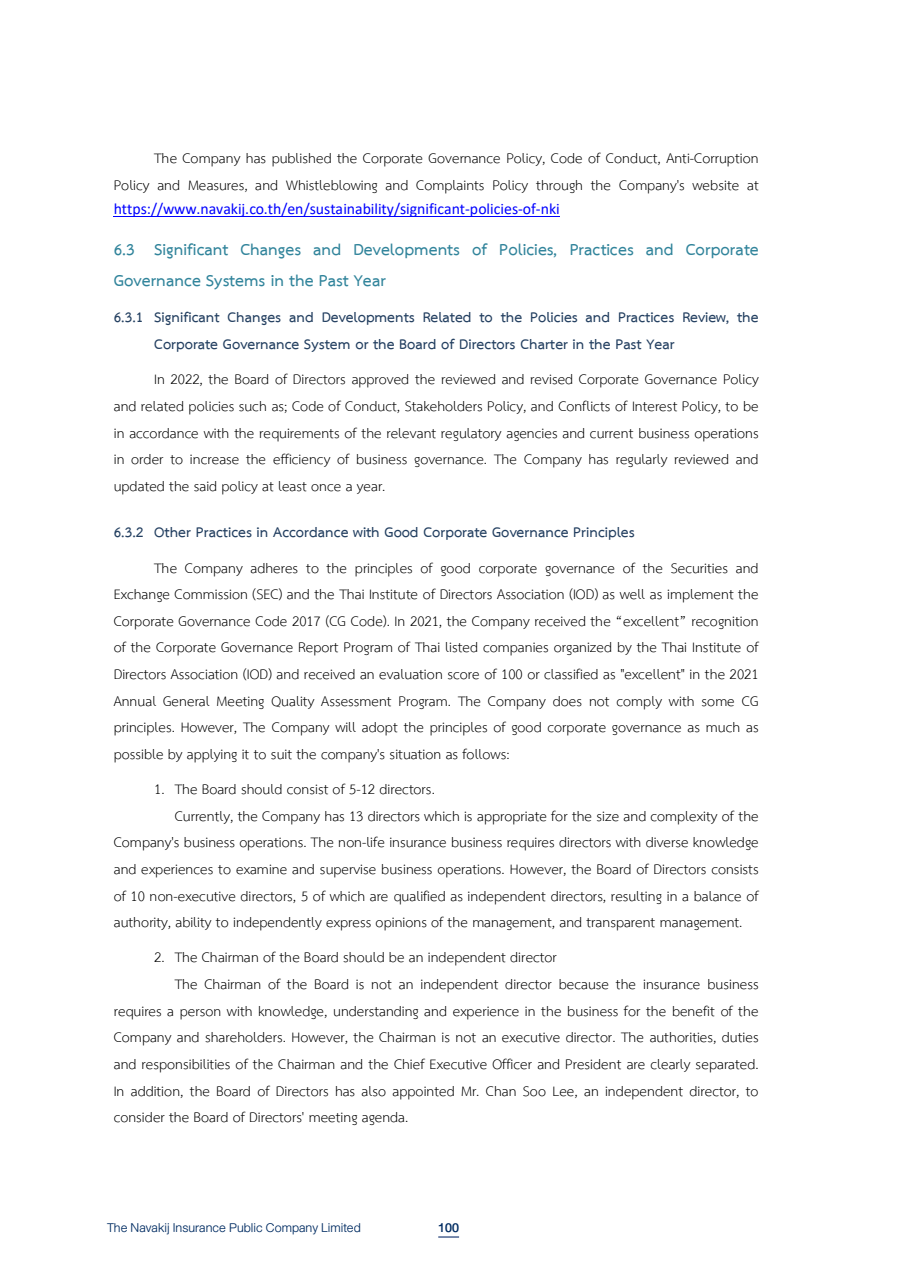 The Company has published the Corporate Governance Policy, Code of Conduct, Anti-Corruption
Policy and Measures, and Whistleblowing and Complaints Policy through the Company's website at
https://www.navakij.co.th/en/sustainability/significant-policies-of-nki
6.3 Significant Changes and Developments of Policies, Practices and Corporate
Governance Systems in the Past Year
6.3.1 Significant Changes and Developments Related to the Policies and Practices Review, the
Corporate Governance System or the Board of Directors Charter in the Past Year
In 2022, the Board of Directors approved the reviewed and revised Corporate Governance Policy
and related policies such as; Code of Conduct, Stakeholders Policy, and Conflicts of Interest Policy, to be
in accordance with the requirements of the relevant regulatory agencies and current business operations
in order to increase the efficiency of business governance. The Company has regularly reviewed and
updated the said policy at least once a year.
6.3.2 Other Practices in Accordance with Good Corporate Governance Principles
The Company adheres to the principles of good corporate governance of the Securities and
Exchange Commission (SEC) and the Thai Institute of Directors Association (IOD) as well as implement the
Corporate Governance Code 2017 (CG Code). In 2021, the Company received the “excellent” recognition
of the Corporate Governance Report Program of Thai listed companies organized by the Thai Institute of
Directors Association (IOD) and received an evaluation score of 100 or classified as "excellent" in the 2021
Annual General Meeting Quality Assessment Program. The Company does not comply with some CG
principles. However, The Company will adopt the principles of good corporate governance as much as
possible by applying it to suit the company's situation as follows:
1. The Board should consist of 5-12 directors.
Currently, the Company has 13 directors which is appropriate for the size and complexity of the
Company's business operations. The non-life insurance business requires directors with diverse knowledge
and experiences to examine and supervise business operations. However, the Board of Directors consists
of 10 non-executive directors, 5 of which are qualified as independent directors, resulting in a balance of
authority, ability to independently express opinions of the management, and transparent management.
2. The Chairman of the Board should be an independent director
The Chairman of the Board is not an independent director because the insurance business
requires a person with knowledge, understanding and experience in the business for the benefit of the
Company and shareholders. However, the Chairman is not an executive director. The authorities, duties
and responsibilities of the Chairman and the Chief Executive Officer and President are clearly separated.
In addition, the Board of Directors has also appointed Mr. Chan Soo Lee, an independent director, to
consider the Board of Directors' meeting agenda.
The Navakij Insurance Public Company Limited 100